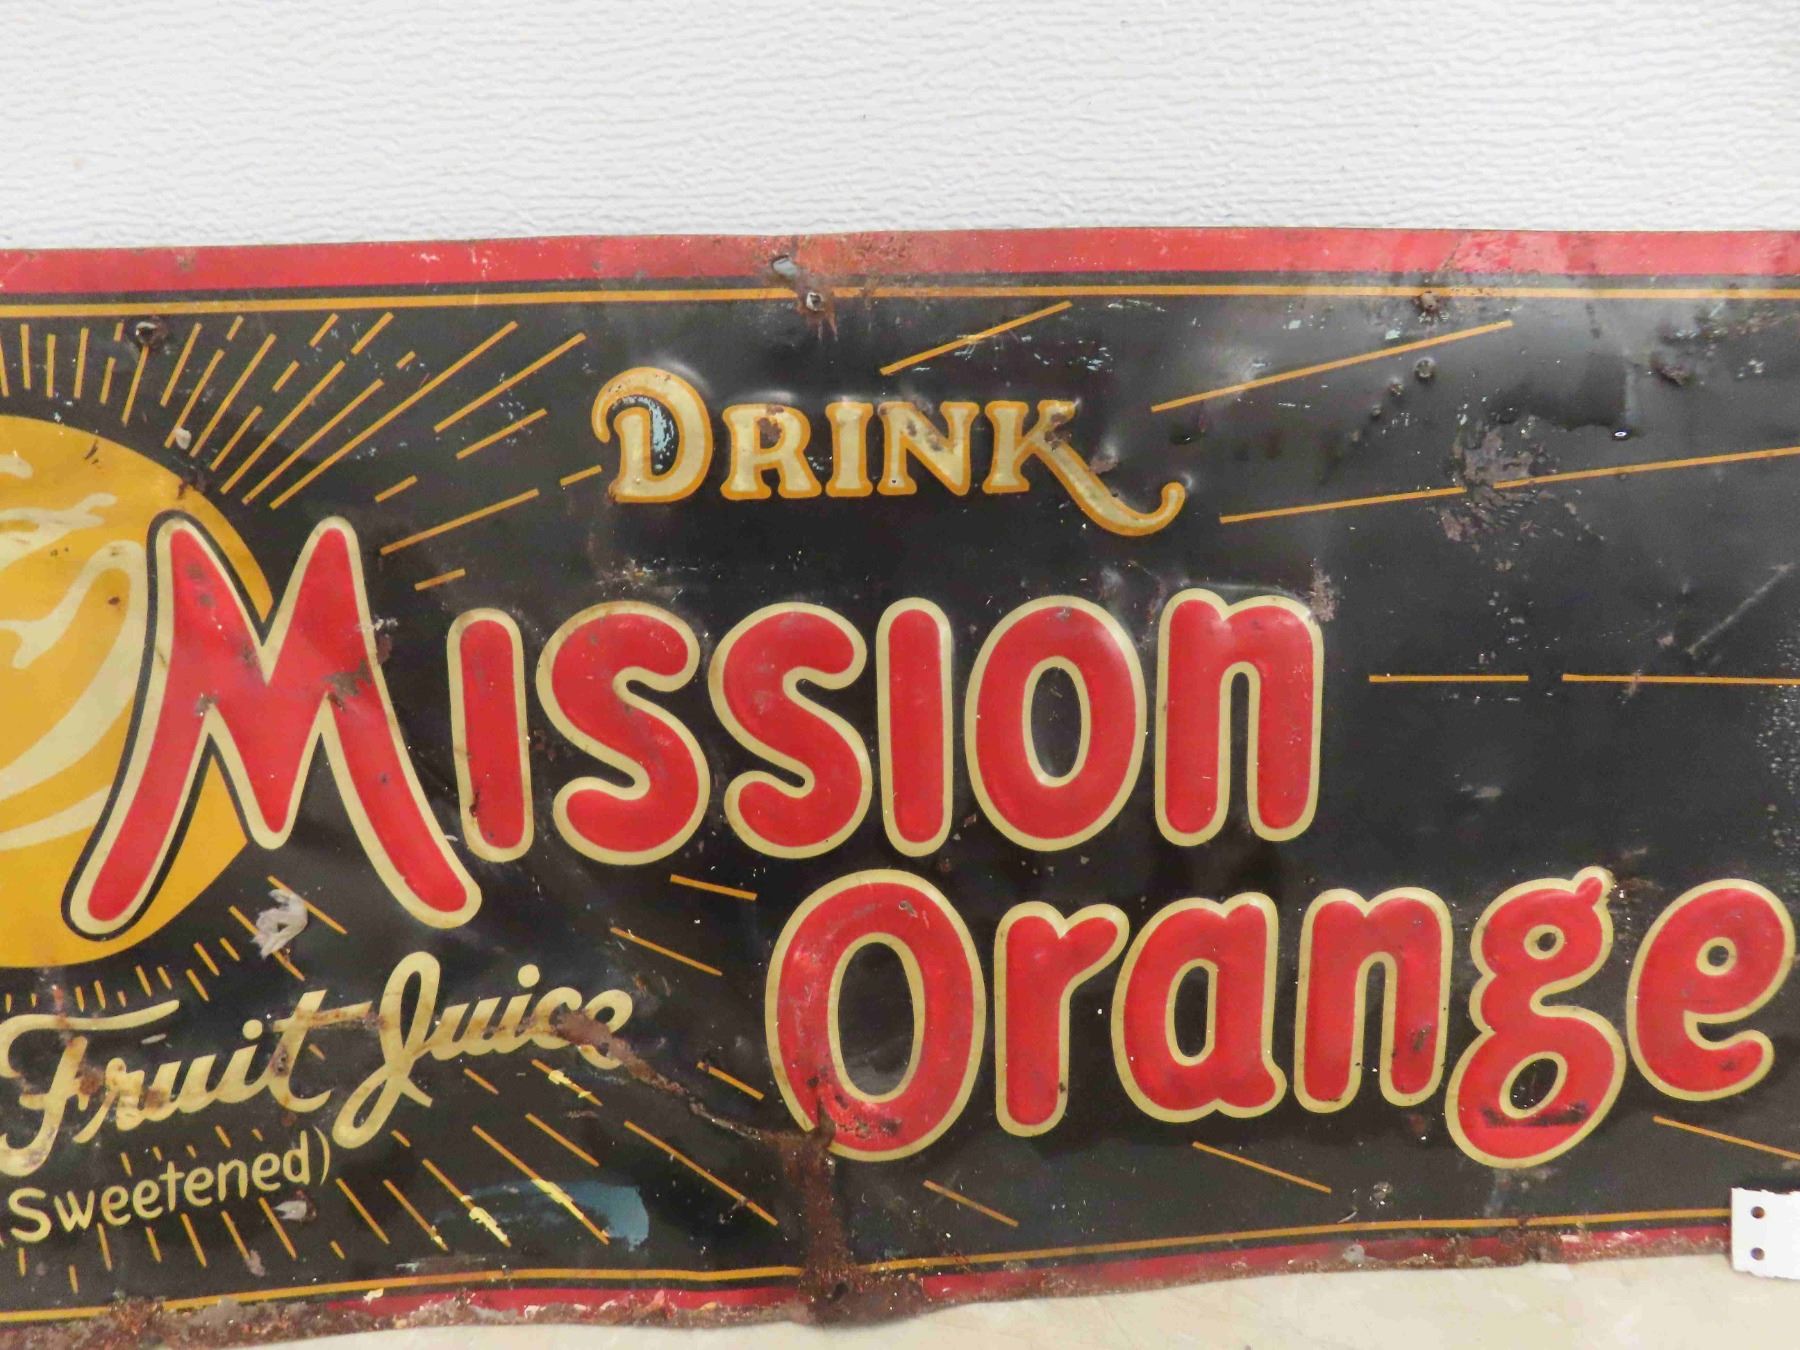 DRINK
Mission
Orange
Fruit Juice
Sweetened)